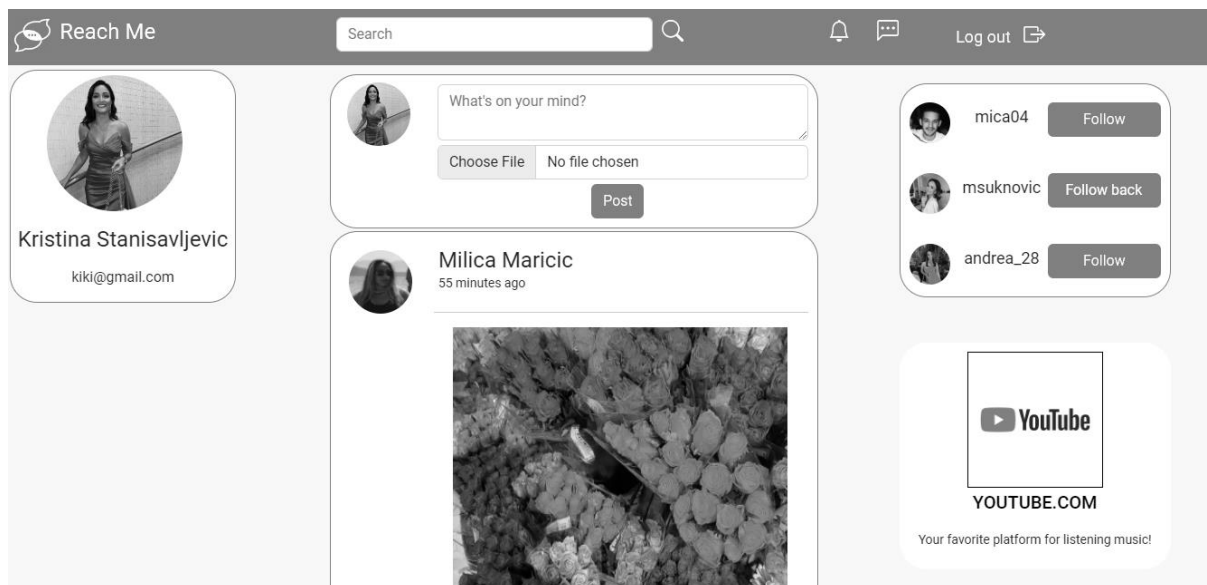 Reach Me
Search
Log out
Kristina Stanisavljevic
kiki@gmail.com
What's on your mind?
Choose File No file chosen
Post
Milica Maricic
55 minutes ago
mica04 Follow
msuknovic Follow back
andrea_28 Follow
YouTube
YOUTUBE.COM
Your favorite platform for listening music!